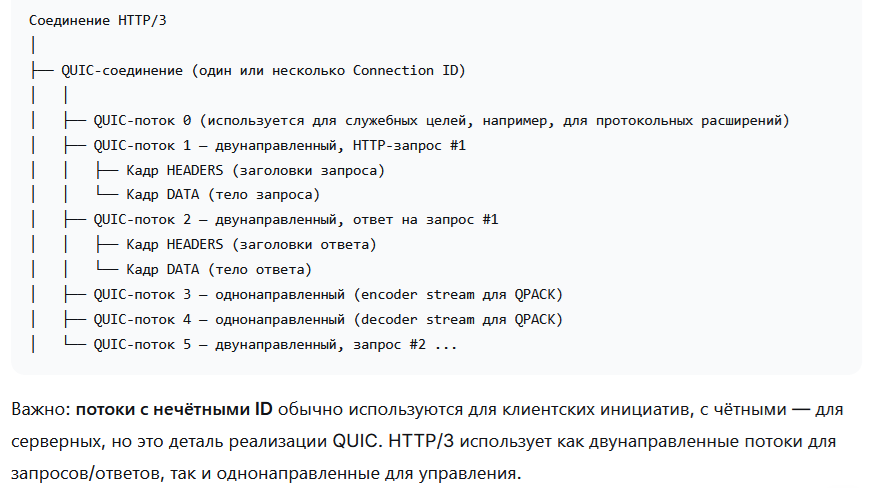 Соединение HTTP/3
│
├── QUIC-соединение (один или несколько Connection ID)
│   │
│   ├── QUIC-поток 0 (используется для служебных целей, например, для протокольных расширений)
│   ├── QUIC-поток 1 — двунаправленный, HTTP-запрос #1
│   │   ├── Кадр HEADERS (заголовки запроса)
│   │   └── Кадр DATA (тело запроса)
│   ├── QUIC-поток 2 — двунаправленный, ответ на запрос #1
│   │   ├── Кадр HEADERS (заголовки ответа)
│   │   └── Кадр DATA (тело ответа)
│   ├── QUIC-поток 3 — однонаправленный (encoder stream для QPACK)
│   ├── QUIC-поток 4 — однонаправленный (decoder stream для QPACK)
│   └── QUIC-поток 5 — двунаправленный, запрос #2 ...
Важно: потоки с нечётными ID обычно используются для клиентских инициатив, с чётными — для
серверных, но это деталь реализации QUIC. HTTP/3 использует как двунаправленные потоки для
запросов/ответов, так и однонаправленные для управления.